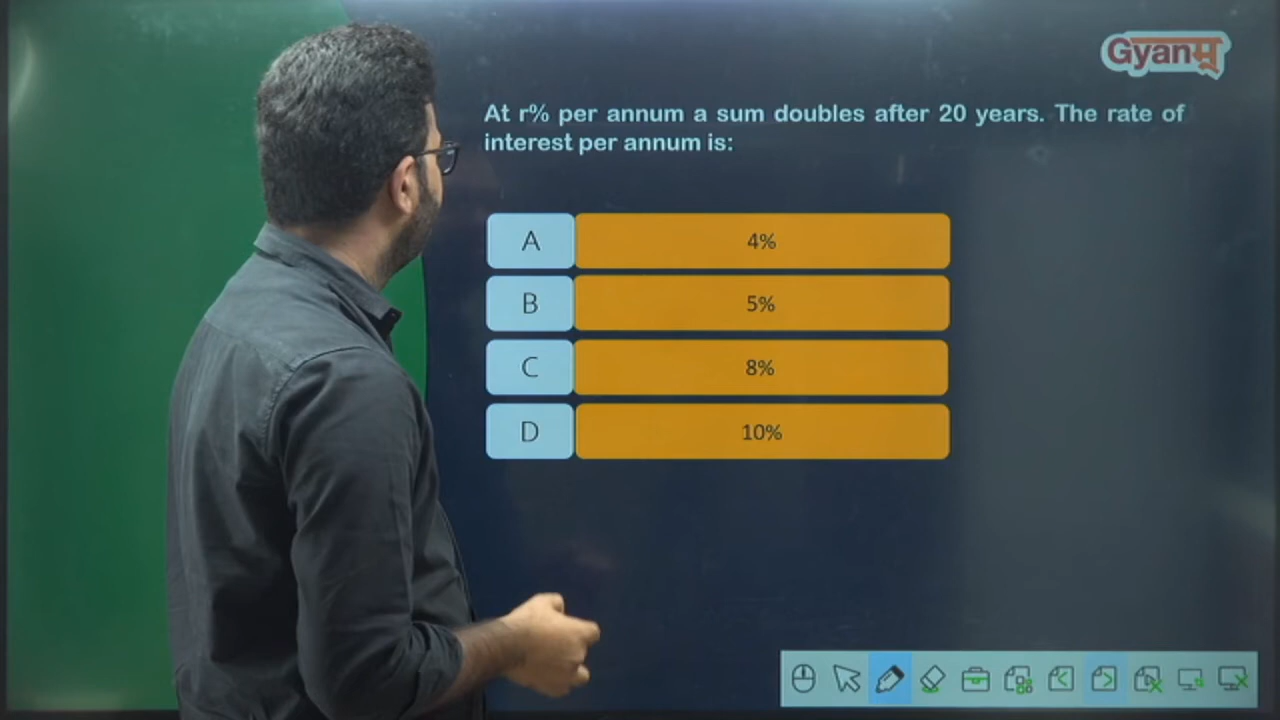 Gyanभू
At r% per annum a sum doubles after 20 years. The rate of
interest per annum is:
A 4%
B 5%
C 8%
D 10%